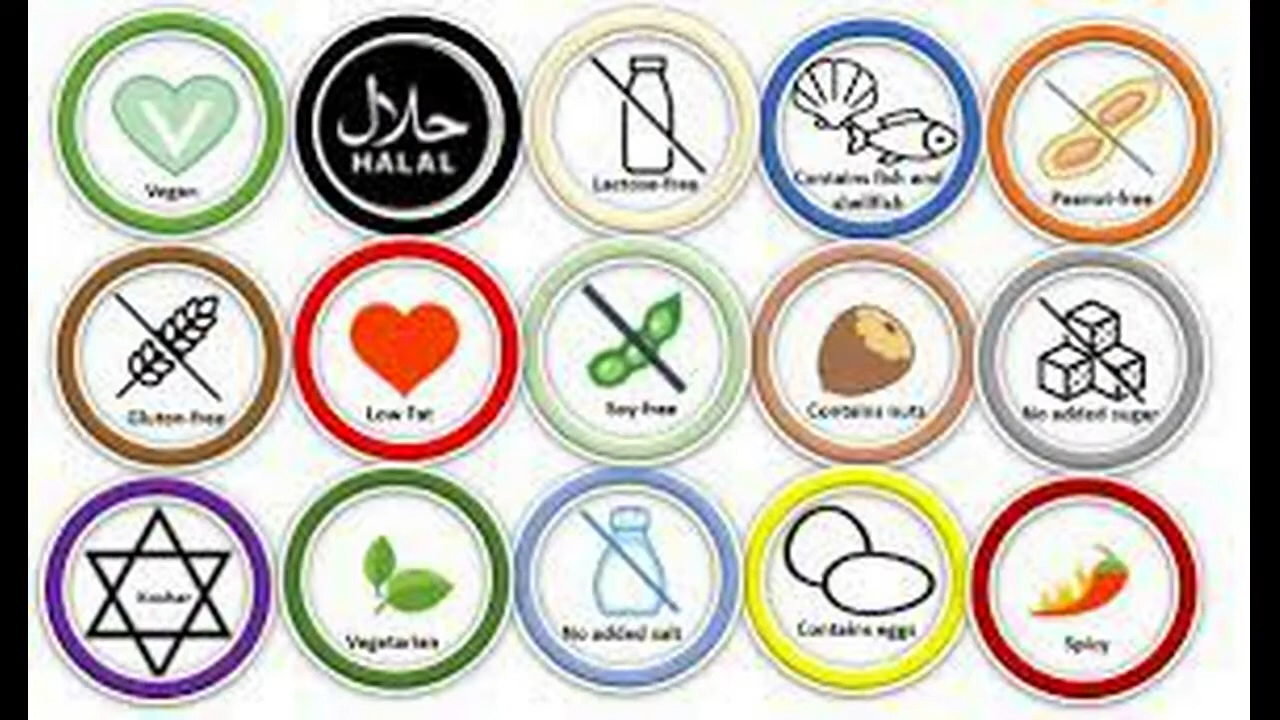 Vegan
حلال
HALAL
Lactose-free
Contains fish and
shellfish
Peanut-free
Gluten-free
Low Fat
Soy free
Contains nuts
No added sugar
Kosher
Vegetarian
No added salt
Contains eggs
Spicy